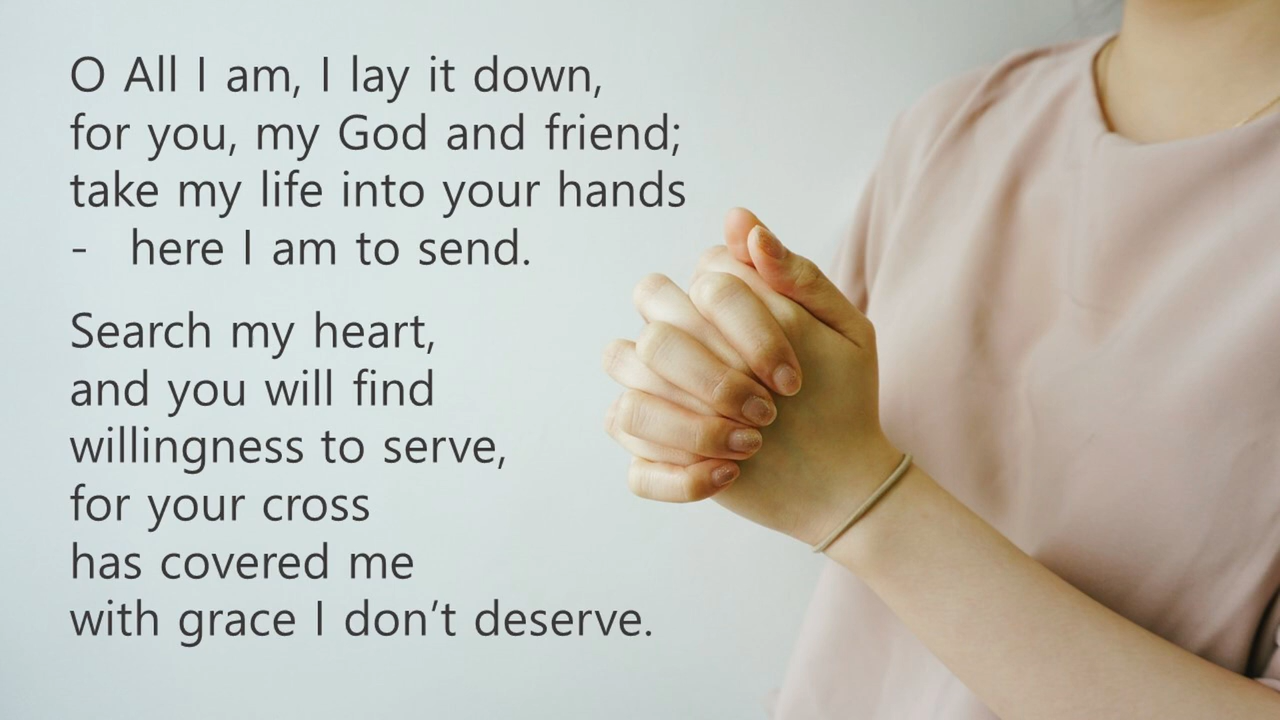 O All I am, I lay it down,
for you, my God and friend;
take my life into your hands
-   here I am to send.
Search my heart,
and you will find
willingness to serve,
for your cross
has covered me
with grace I don’t deserve.